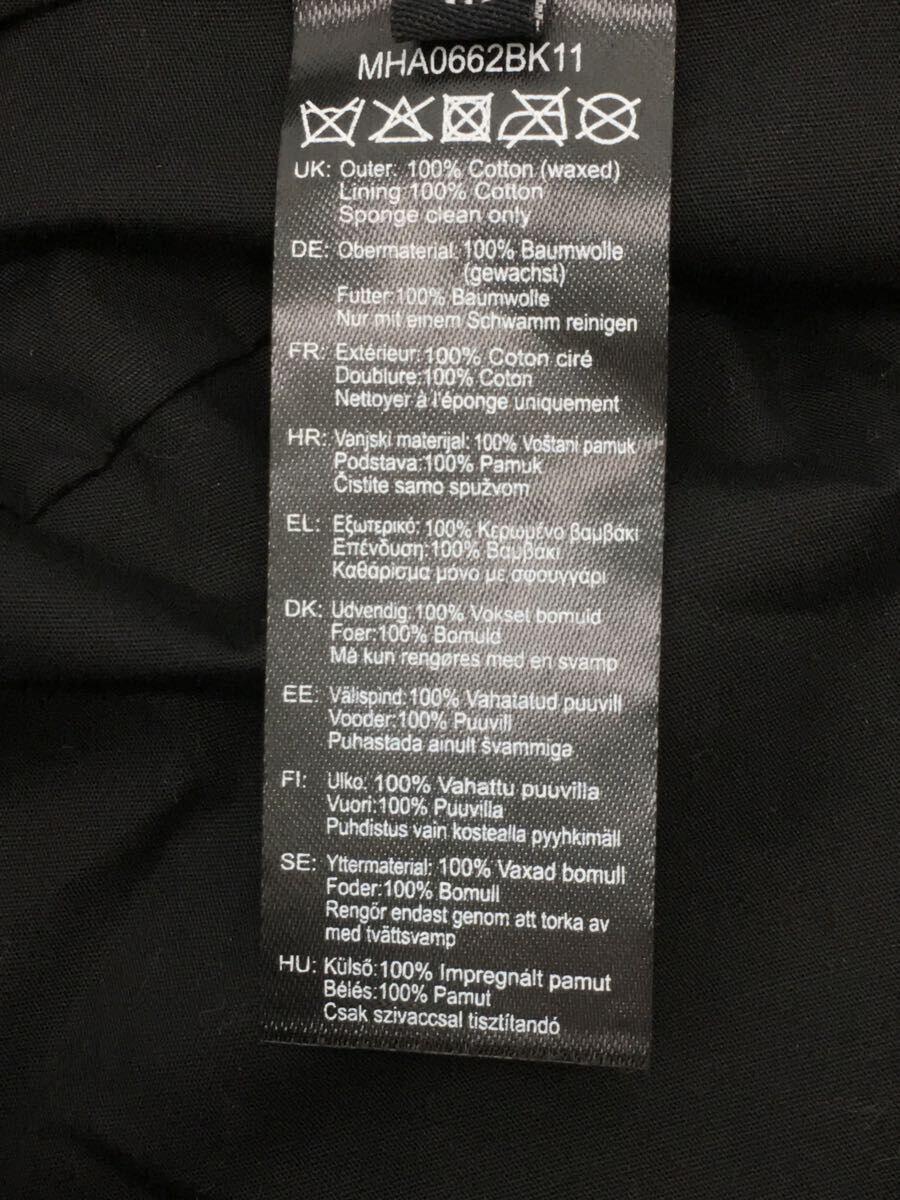 MHA0662BK11
UK: Outer: 100% Cotton (waxed)
Lining 100% Cotton
Sponge clean only
DE: Obermaterial: 100% Baumwolle
(gewachst)
Futter:100% Baumwolle
Nur mit einem Schwamm reinigen
FR: Extérieur: 100% Coton ciré
Doublure:100% Coton
Nettoyer à l'éponge uniquement
HR: Vanjski materijal: 100% Voštani pamuk
Podstava:100% Pamuk
Čistite samo spužvom
EL: Εξωτερικό: 100% Κερωμένο βαμβάκι
Επένδυση:100% Βαμβάκι
Καθάρισμα μόνο με σφουγγάρι
DK: Udvendig:100% Vokset bomuld
Foer:100% Bomuld
Må kun rengøres med en svamp
EE: Välispind:100% Vahatatud puuvill
Vooder:100% Puuvill
Puhastada ainult švammiga
FI: Ulko: 100% Vahattu puuvilla
Vuori:100% Puuvilla
Puhdistus vain kostealla pyyhkimäll
SE: Yttermaterial: 100% Vaxad bomull
Foder:100% Bomull
Rengőr endast genom att torka av
med tvättsvamp
HU: Külső:100% Impregnált pamut
Bélés:100% Pamut
Csak szivaccsal tisztítandó